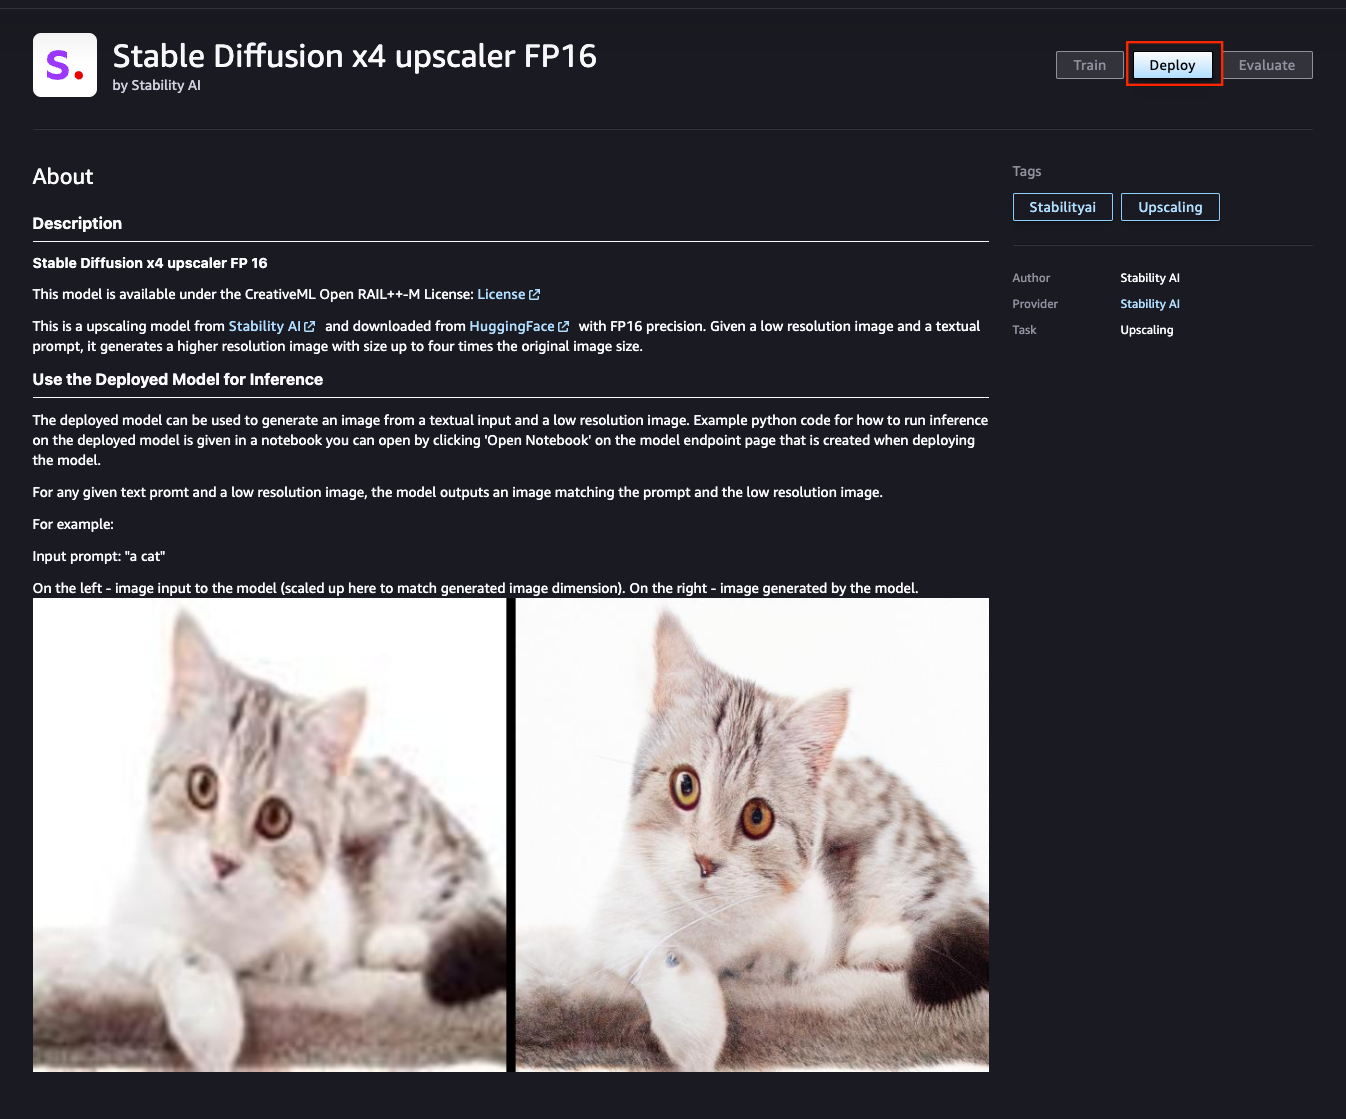 S.
Stable Diffusion x4 upscaler FP16
by Stability AI
Train
Deploy
Evaluate
About
Description
Stable Diffusion x4 upscaler FP 16
This model is available under the CreativeML Open RAIL++-M License: License
This is a upscaling model from Stability AI and downloaded from HuggingFace with FP16 precision. Given a low resolution image and a textual
prompt, it generates a higher resolution image with size up to four times the original image size.
Use the Deployed Model for Inference
The deployed model can be used to generate an image from a textual input and a low resolution image. Example python code for how to run inference
on the deployed model is given in a notebook you can open by clicking 'Open Notebook' on the model endpoint page that is created when deploying
the model.
For any given text promt and a low resolution image, the model outputs an image matching the prompt and the low resolution image.
For example:
Input prompt: "a cat"
On the left - image input to the model (scaled up here to match generated image dimension). On the right - image generated by the model.
Tags
Stabilityai
Upscaling
Author Stability AI
Provider Stability AI
Task Upscaling